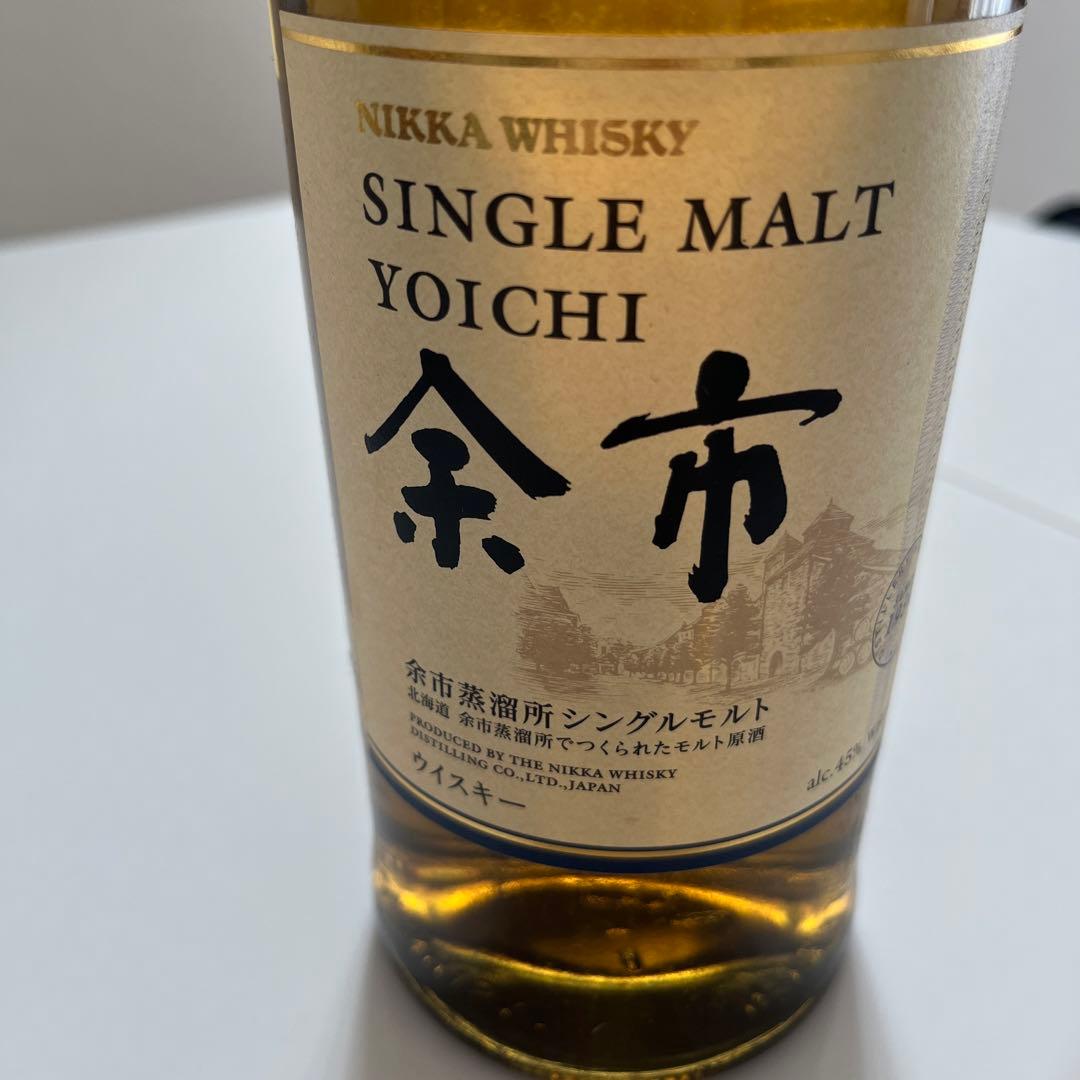 NIKKA WHISKY
SINGLE MALT
YOICHI
余市
余市蒸溜所シングルモルト
北海道 余市蒸溜所でつくられたモルト原酒
PRODUCED BY THE NIKKA WHISKY
DISTILLING CO.,LTD.,JAPAN
ウイスキー
alc.45%